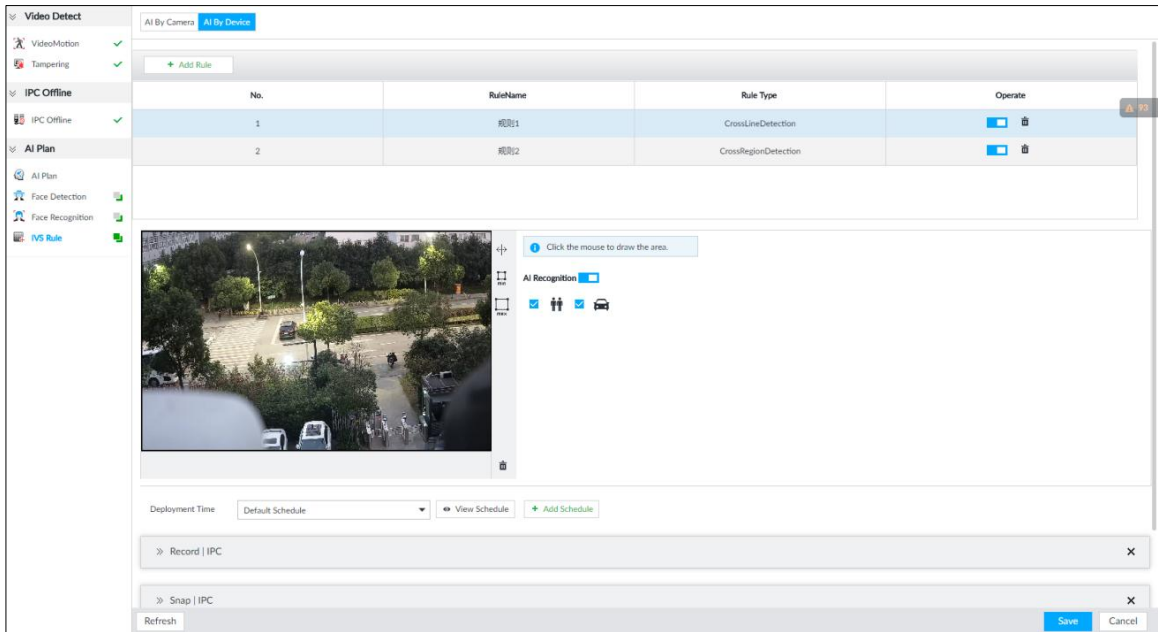 Video Detect
VideoMotion
Tampering
IPC Offline
IPC Offline
AI Plan
AI Plan
Face Detection
Face Recognition
IVS Rule
AI By Camera AI By Device
+ Add Rule
No. RuleName Rule Type Operate
1 规则1 CrossLineDetection
2 规则2 CrossRegionDetection
93
Click the mouse to draw the area.
AI Recognition
Deployment Time Default Schedule View Schedule + Add Schedule
Record | IPC
Snap | IPC
Refresh Save Cancel